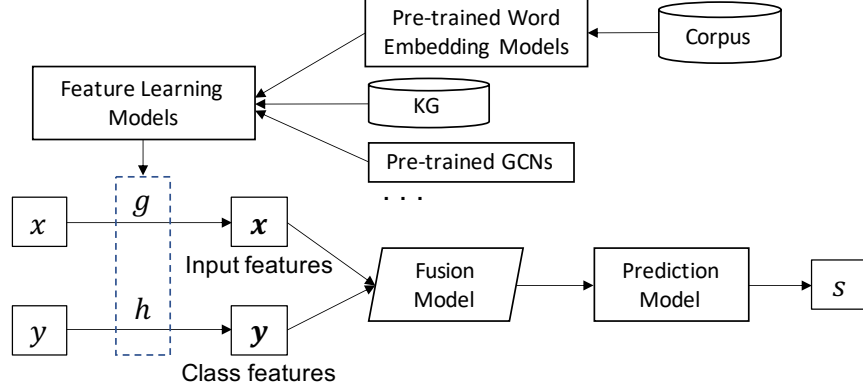 Pre-trained Word
Embedding Models
Corpus
Feature Learning
Models
KG
Pre-trained GCNs
. . .
x
g
x
Input features
Fusion
Model
Prediction
Model
s
y
h
y
Class features